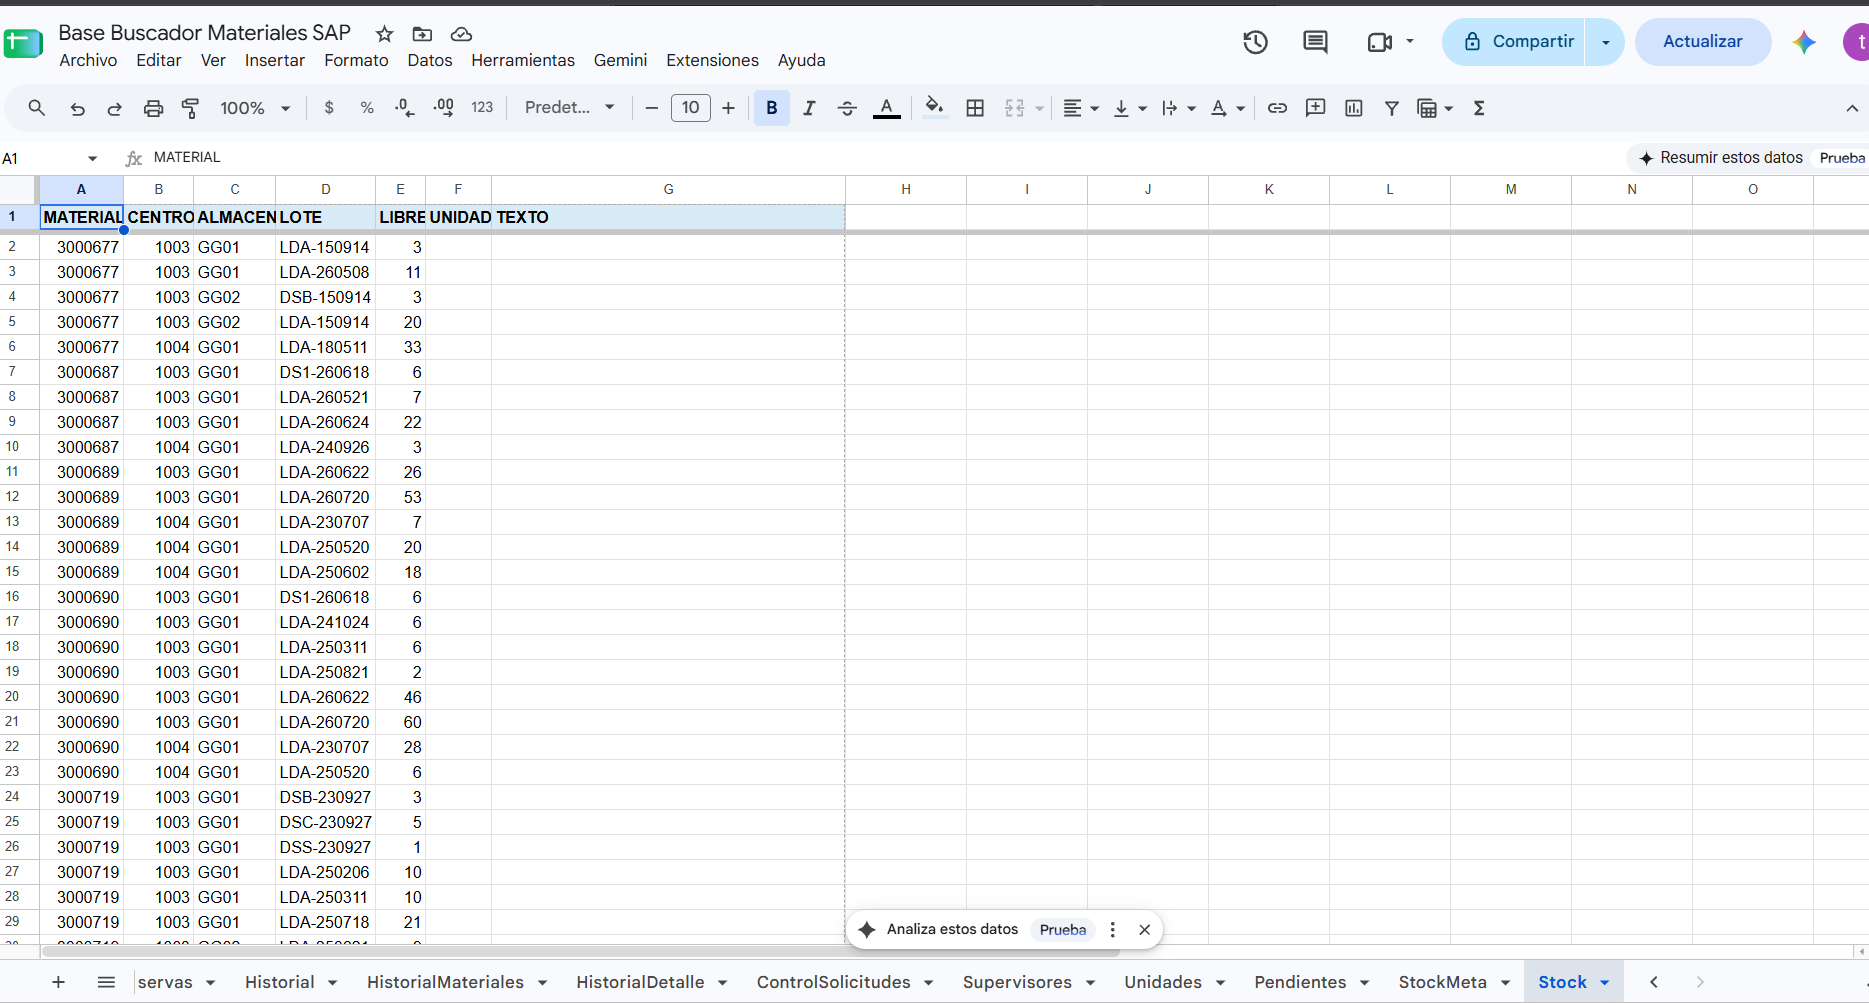 Base Buscador Materiales SAP
Archivo Editar Ver Insertar Formato Datos Herramientas Gemini Extensiones Ayuda
Compartir
Actualizar
t
100% $ % .0 .00 123 Predet... − 10 + B I A Σ
A1 fx MATERIAL
Resumir estos datos Prueba
A B C D E F G H I J K L M N O
1 MATERIAL CENTRO ALMACEN LOTE LIBRE UNIDAD TEXTO
2 3000677 1003 GG01 LDA-150914 3
3 3000677 1003 GG01 LDA-260508 11
4 3000677 1003 GG02 DSB-150914 3
5 3000677 1003 GG02 LDA-150914 20
6 3000677 1004 GG01 LDA-180511 33
7 3000687 1003 GG01 DS1-260618 6
8 3000687 1003 GG01 LDA-260521 7
9 3000687 1003 GG01 LDA-260624 22
10 3000687 1004 GG01 LDA-240926 3
11 3000689 1003 GG01 LDA-260622 26
12 3000689 1003 GG01 LDA-260720 53
13 3000689 1004 GG01 LDA-230707 7
14 3000689 1004 GG01 LDA-250520 20
15 3000689 1004 GG01 LDA-250602 18
16 3000690 1003 GG01 DS1-260618 6
17 3000690 1003 GG01 LDA-241024 6
18 3000690 1003 GG01 LDA-250311 6
19 3000690 1003 GG01 LDA-250821 2
20 3000690 1003 GG01 LDA-260622 46
21 3000690 1003 GG01 LDA-260720 60
22 3000690 1004 GG01 LDA-230707 28
23 3000690 1004 GG01 LDA-250520 6
24 3000719 1003 GG01 DSB-230927 3
25 3000719 1003 GG01 DSC-230927 5
26 3000719 1003 GG01 DSS-230927 1
27 3000719 1003 GG01 LDA-250206 10
28 3000719 1003 GG01 LDA-250311 10
29 3000719 1003 GG01 LDA-250718 21
Analiza estos datos Prueba
servas Historial HistorialMateriales HistorialDetalle ControlSolicitudes Supervisores Unidades Pendientes StockMeta Stock